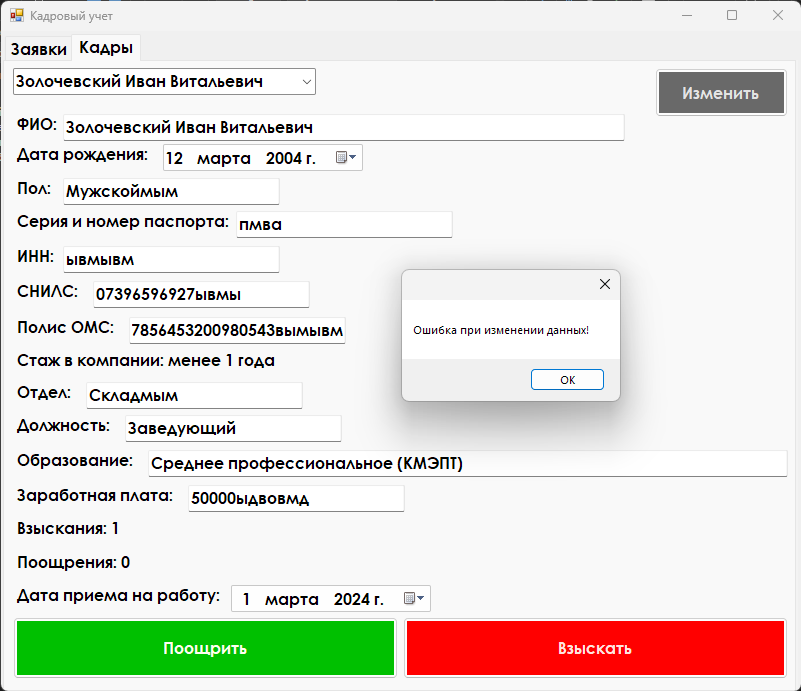 Кадровый учет
Заявки Кадры
Золочевский Иван Витальевич
Изменить
ФИО: Золочевский Иван Витальевич
Дата рождения: 12 марта 2004 г.
Пол: Мужскоймым
Серия и номер паспорта: пмва
ИНН: ывмывм
СНИЛС: 07396596927ывмы
Полис ОМС: 7856453200980543вымывм
Ошибка при изменении данных!
ОК
Стаж в компании: менее 1 года
Отдел: Складмым
Должность: Заведующий
Образование: Среднее профессиональное (КМЭПТ)
Заработная плата: 50000ыдвовмд
Взыскания: 1
Поощрения: 0
Дата приема на работу: 1 марта 2024 г.
Поощрить Взыскать